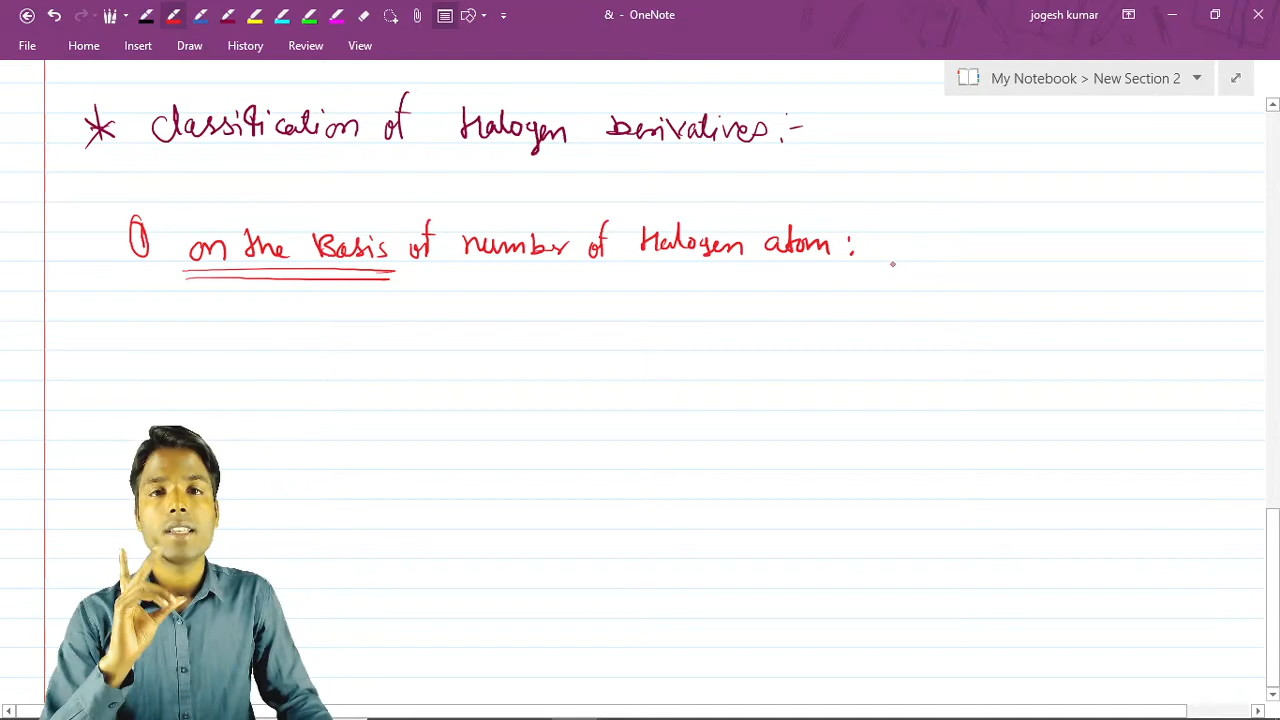 & - OneNote
jogesh kumar
File Home Insert Draw History Review View
My Notebook > New Section 2
* Classification of Halogen Derivatives :-
① on the Basis of number of Halogen atom :